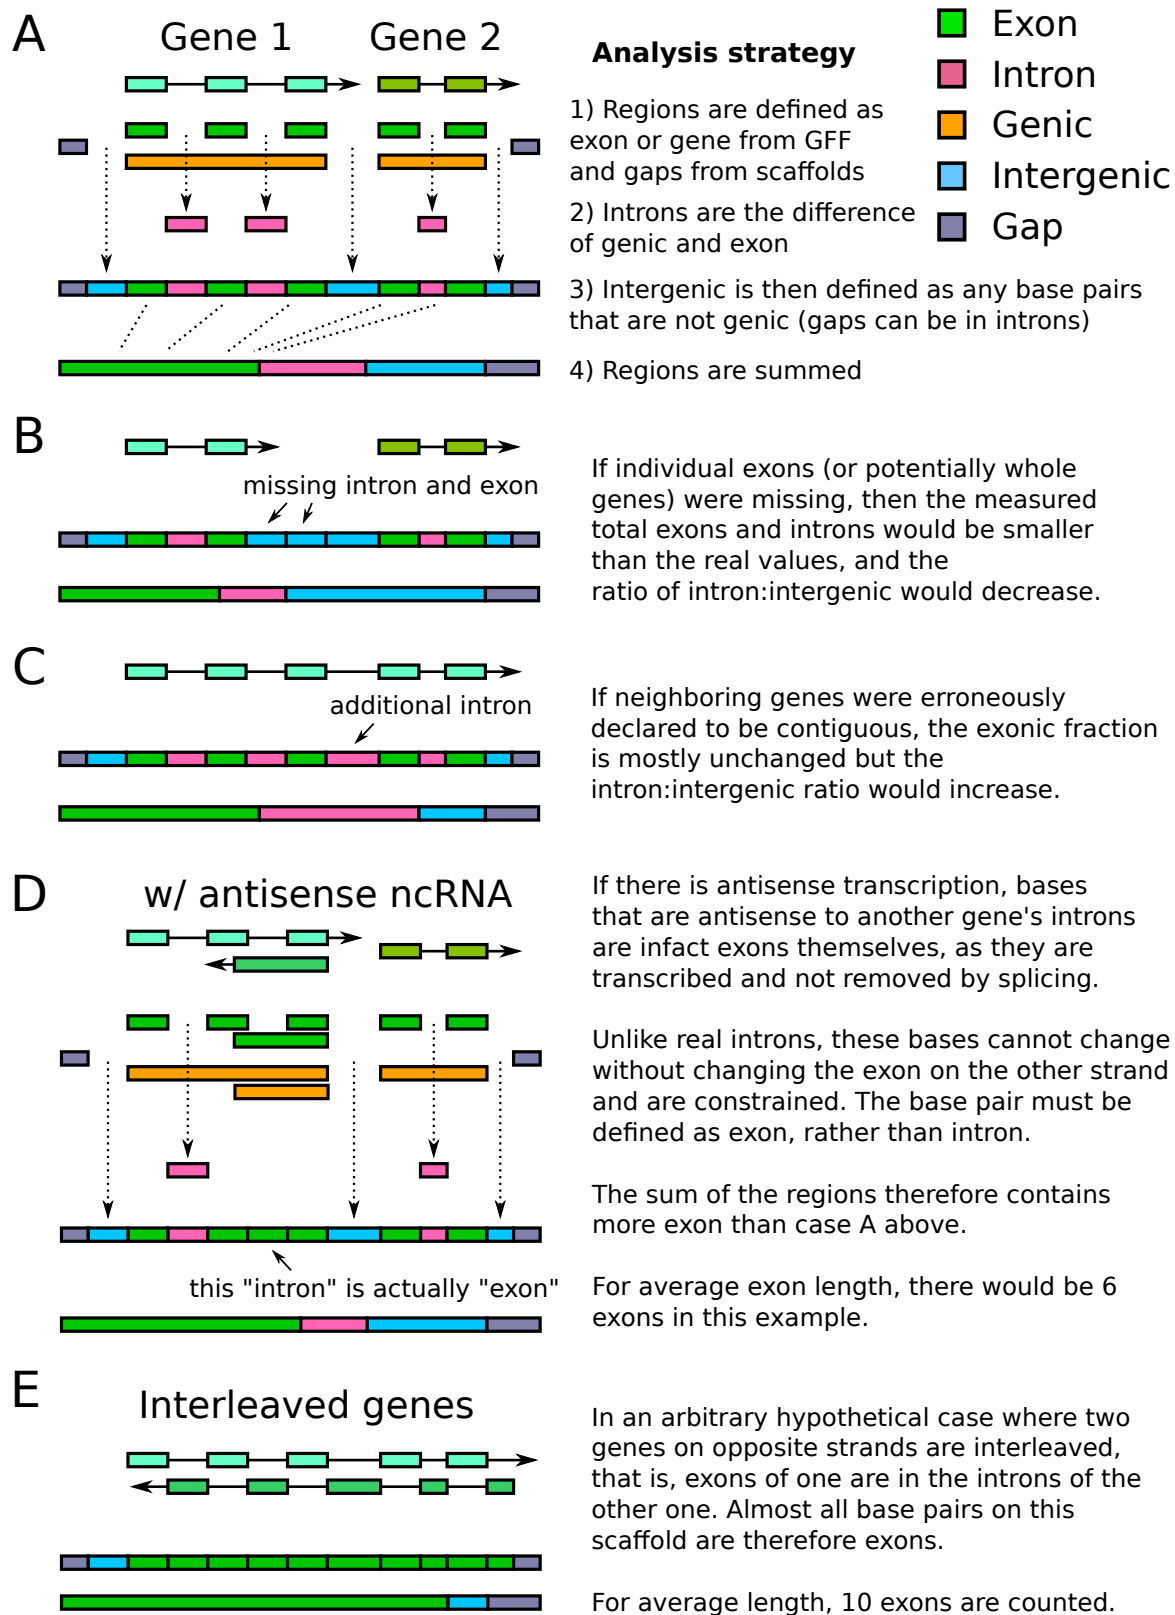 A
Gene 1
Gene 2
Analysis strategy
Exon
Intron
Genic
Intergenic
Gap
1) Regions are defined as
exon or gene from GFF
and gaps from scaffolds
2) Introns are the difference
of genic and exon
3) Intergenic is then defined as any base pairs
that are not genic (gaps can be in introns)
4) Regions are summed
B
missing intron and exon
If individual exons (or potentially whole
genes) were missing, then the measured
total exons and introns would be smaller
than the real values, and the
ratio of intron:intergenic would decrease.
C
additional intron
If neighboring genes were erroneously
declared to be contiguous, the exonic fraction
is mostly unchanged but the
intron:intergenic ratio would increase.
D
w/ antisense ncRNA
If there is antisense transcription, bases
that are antisense to another gene's introns
are infact exons themselves, as they are
transcribed and not removed by splicing.
Unlike real introns, these bases cannot change
without changing the exon on the other strand
and are constrained. The base pair must be
defined as exon, rather than intron.
The sum of the regions therefore contains
more exon than case A above.
this "intron" is actually "exon"
For average exon length, there would be 6
exons in this example.
E
Interleaved genes
In an arbitrary hypothetical case where two
genes on opposite strands are interleaved,
that is, exons of one are in the introns of the
other one. Almost all base pairs on this
scaffold are therefore exons.
For average length, 10 exons are counted.